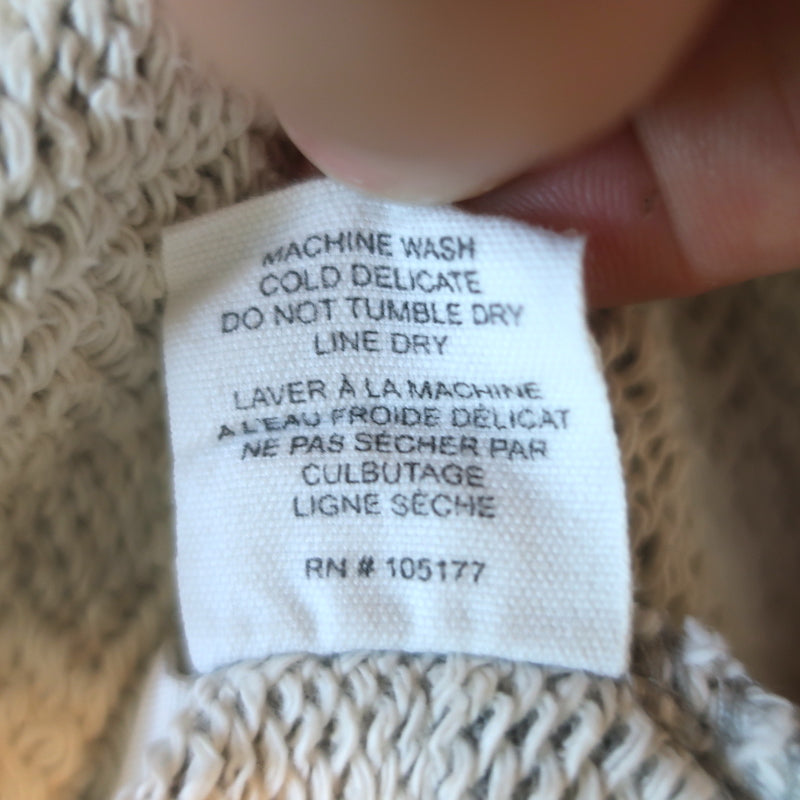 MACHINE WASH
COLD DELICATE
DO NOT TUMBLE DRY
LINE DRY
LAVER À LA MACHINE
A L'EAU FROIDE DÉLICAT
NE PAS SÉCHER PAR
CULBUTAGE
LIGNE SÈCHE
RN # 105177